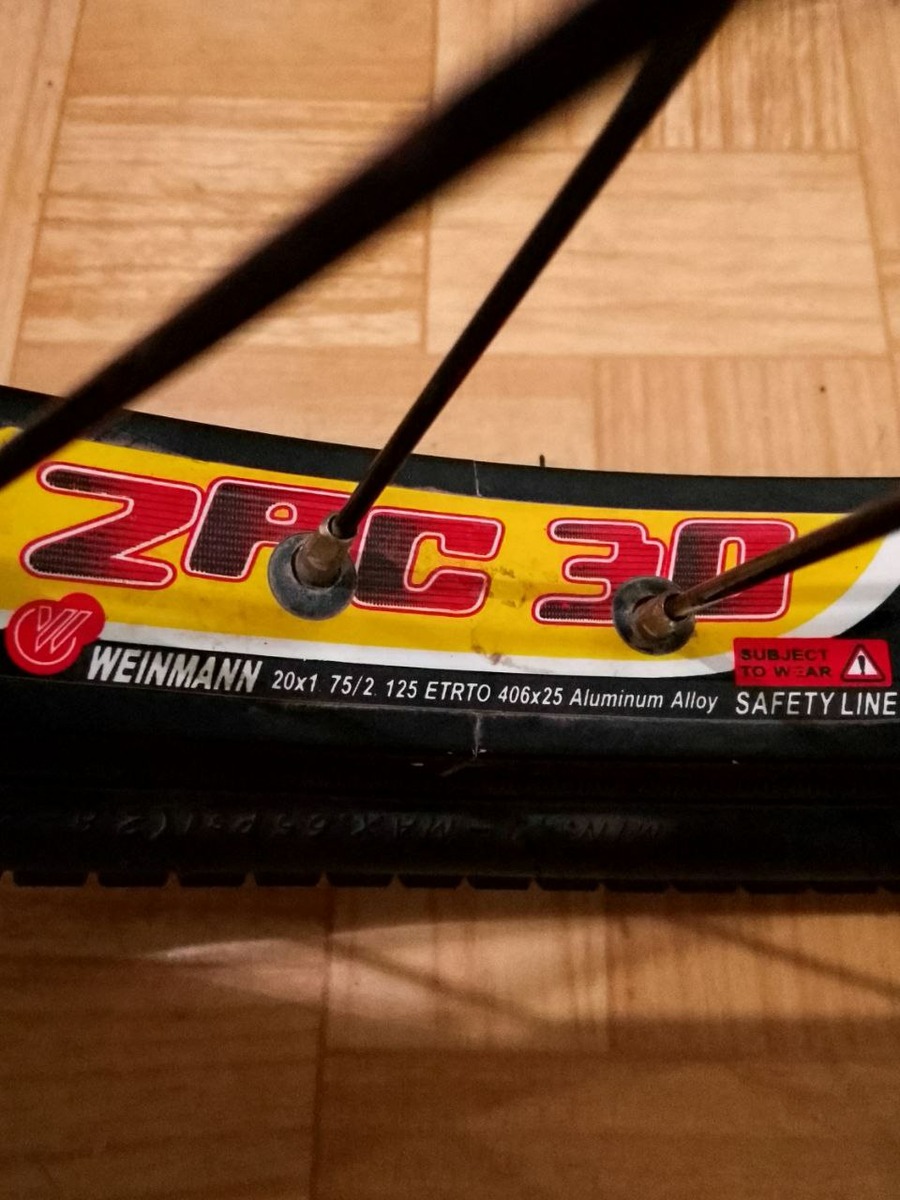 ZAC 30
W
SUBJECT
TO WEAR
WEINMANN 20x1 75/2 125 ETRTO 406x25 Aluminum Alloy SAFETY LINE